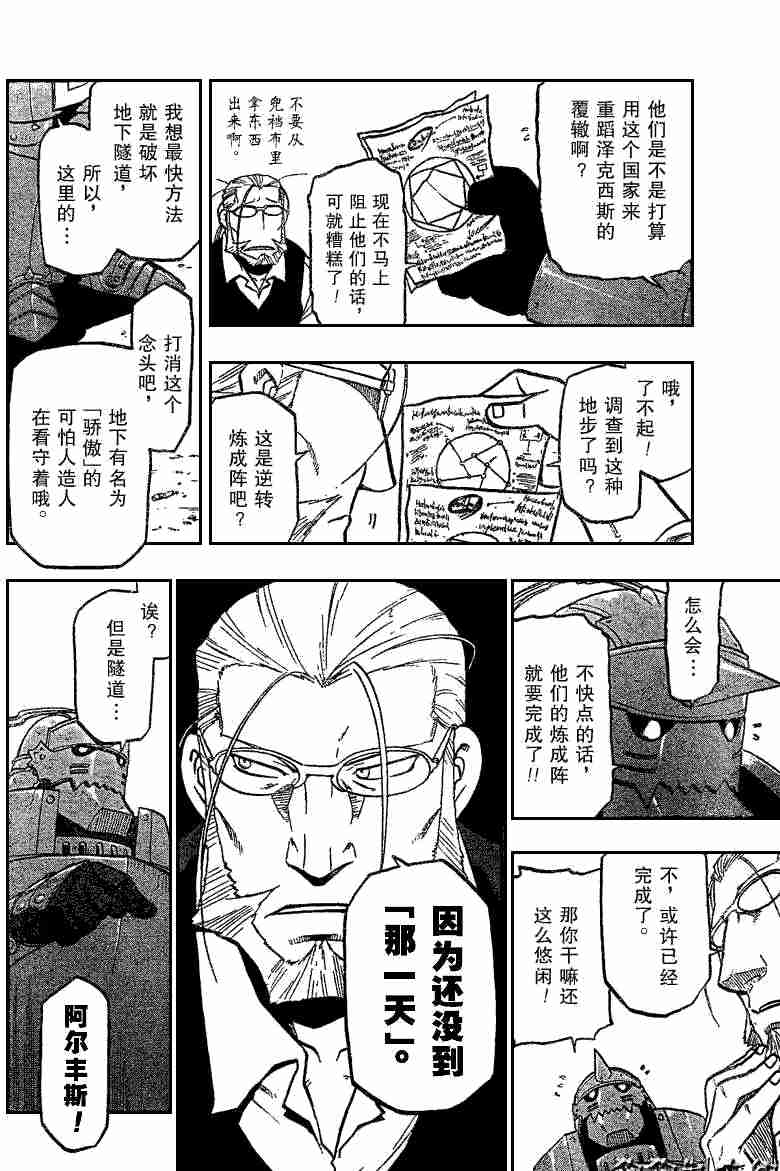 他们是不是打算
用这个国家来
重蹈泽克西斯的
覆辙啊？
现在不马上
阻止他们的话，
可就糟糕了！
不要从
兜裆布里
拿东西
出来啊。
我想最快方法
就是破坏
地下隧道，
所以，
这里的…
哦，
了不起！
调查到这种
地步了吗？
这是逆转
炼成阵吧？
打消这个
念头吧，
地下有名为
「骄傲」的
可怕人造人
在看守着哦。
怎么会…
不快点的话，
他们的炼成阵
就要完成了!!
不，或许已经
完成了。
那你干嘛还
这么悠闲！
因为还没到
「那一天」。
诶？
但是隧道…
阿尔丰斯！